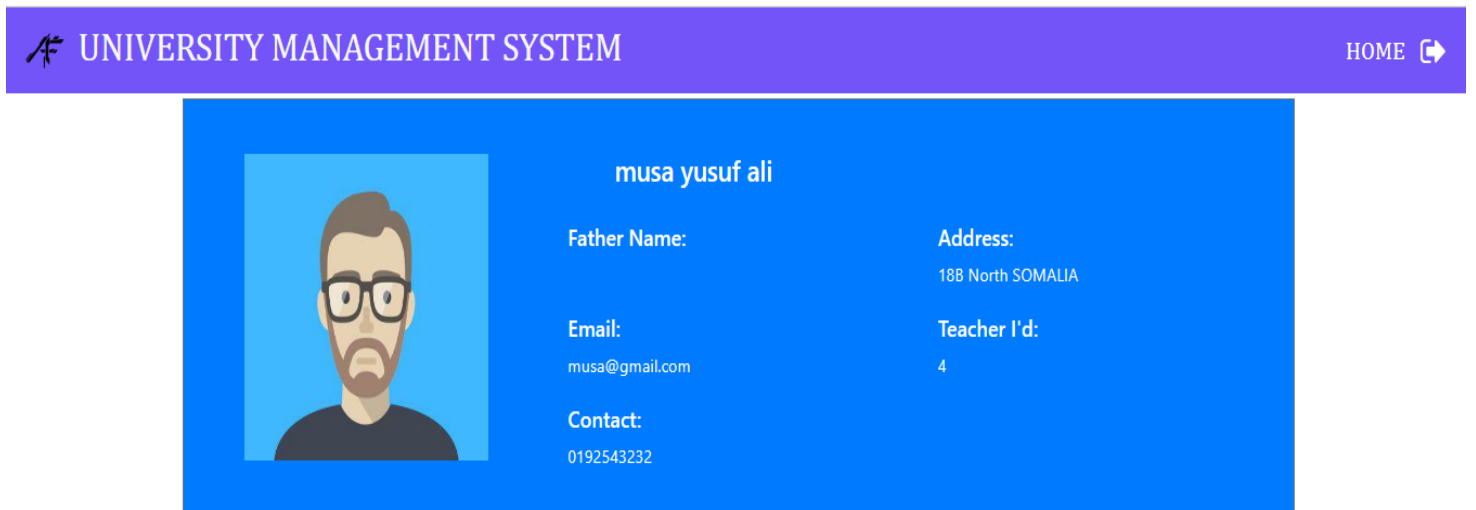 UNIVERSITY MANAGEMENT SYSTEM
HOME
musa yusuf ali
Father Name:
Address:
18B North SOMALIA
Email:
musa@gmail.com
Teacher I'd:
4
Contact:
0192543232